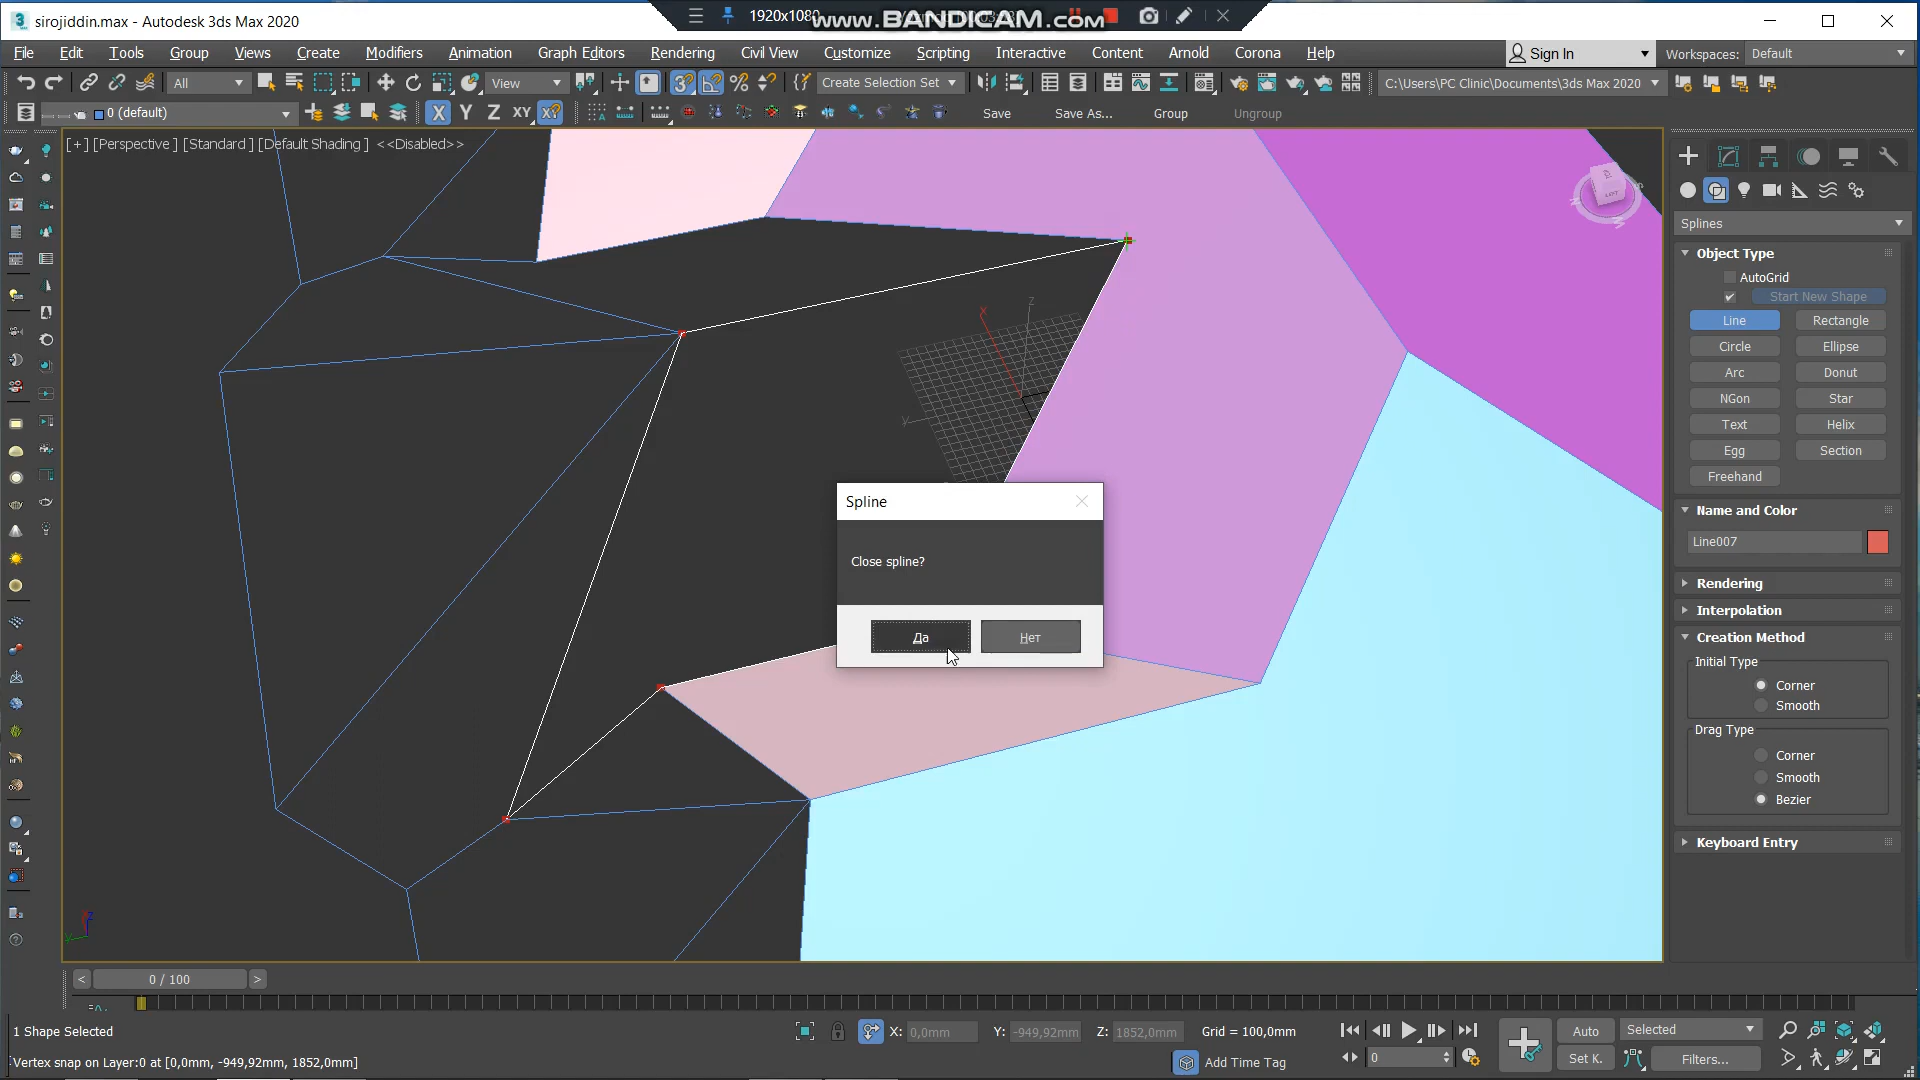 sirojiddin.max - Autodesk 3ds Max 2020
1920x1080
www.BANDICAM.com
File Edit Tools Group Views Create Modifiers Animation Graph Editors Rendering Civil View Customize Scripting Interactive Content Arnold Corona Help
Sign In
Workspaces: Default
All
View
Create Selection Set
C:\Users\PC Clinic\Documents\3ds Max 2020
0 (default)
X Y Z XY
Save Save As... Group Ungroup
[+] [Perspective ] [Standard ] [Default Shading ] <<Disabled>>
Splines
Object Type
AutoGrid
Start New Shape
Line Rectangle
Circle Ellipse
Arc Donut
NGon Star
Text Helix
Egg Section
Freehand
Name and Color
Line007
Rendering
Interpolation
Creation Method
Initial Type
Corner
Smooth
Drag Type
Corner
Smooth
Bezier
Keyboard Entry
Spline
Close spline?
Да Нет
x
z
y
< 0 / 100 >
1 Shape Selected
X: 0,0mm Y: -949,92mm Z: 1852,0mm Grid = 100,0mm
Auto Selected
Vertex snap on Layer:0 at [0,0mm, -949,92mm, 1852,0mm]
Add Time Tag
0
Set K. Filters...